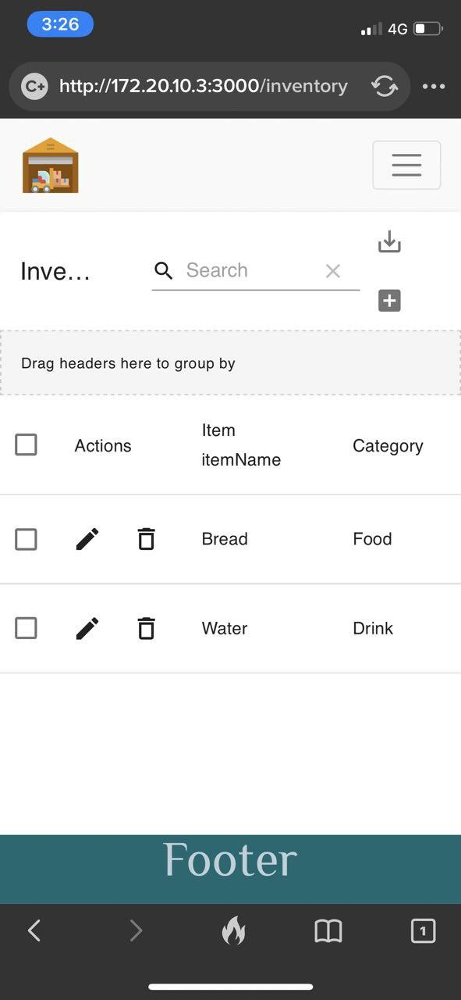 3:26
4G
C+ http://172.20.10.3:3000/inventory
Inve...
Search
Drag headers here to group by
Actions
Item
itemName
Category
Bread
Food
Water
Drink
Footer
1